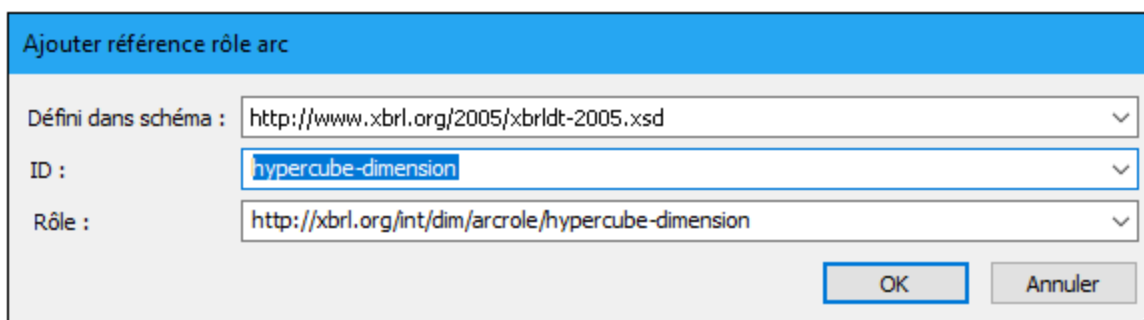 Ajouter référence rôle arc
Défini dans schéma : http://www.xbrl.org/2005/xbrldt-2005.xsd
ID : hypercube-dimension
Rôle : http://xbrl.org/int/dim/arcrole/hypercube-dimension
OK Annuler